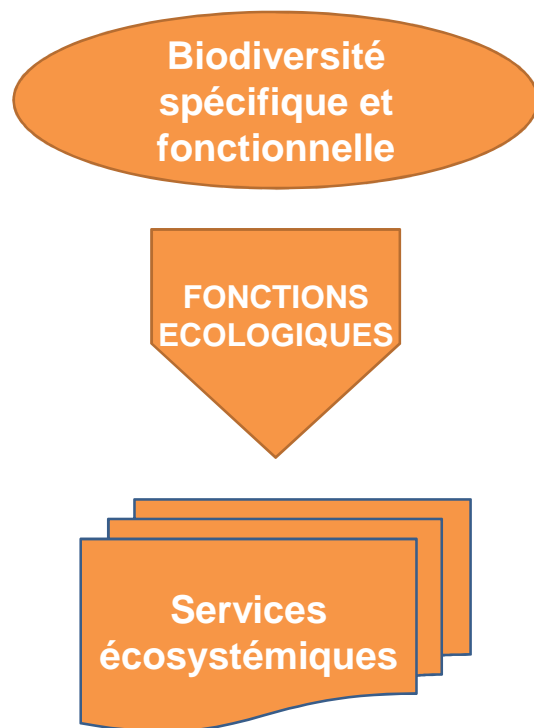 Biodiversité
spécifique et
fonctionnelle
FONCTIONS
ECOLOGIQUES
Services
écosystémiques